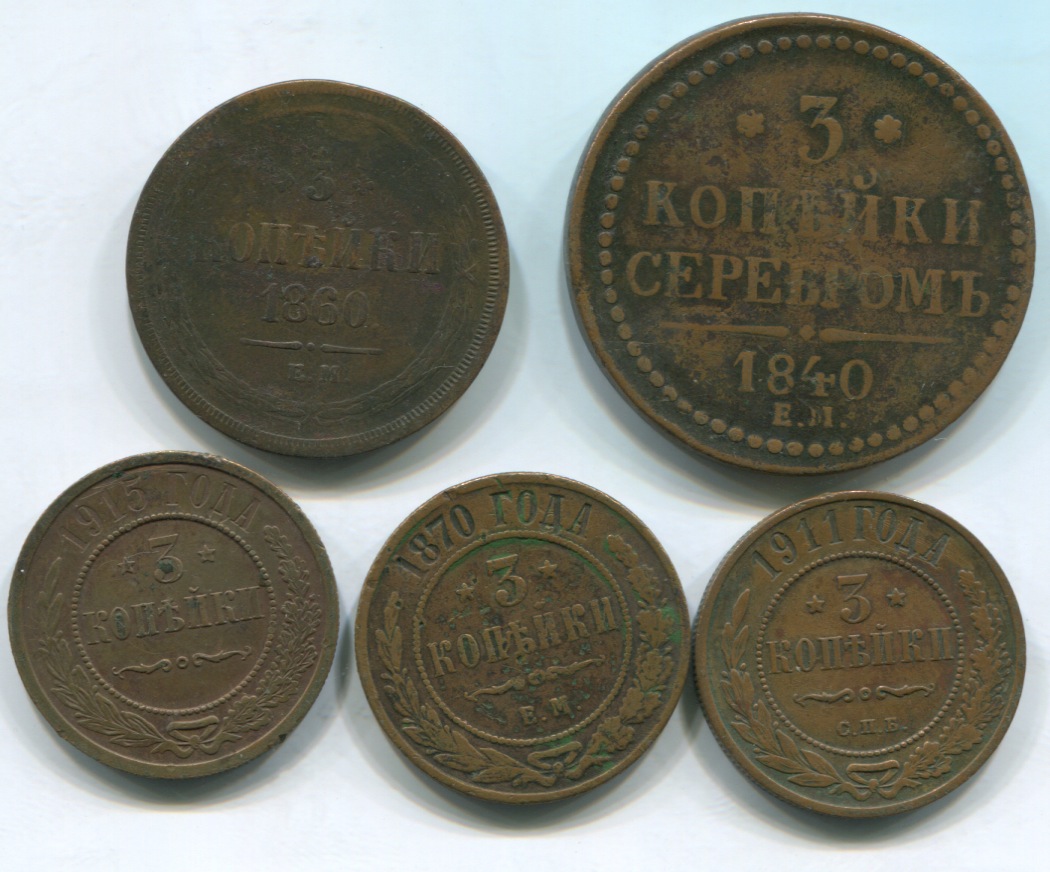 3
КОПѢЙКИ
1860.
Е.М.
3
КОПѢЙКИ
СЕРЕБРОМЪ
1840
Е.М.
1915 ГОДА
3
КОПѢЙКИ
1870 ГОДА
3
КОПѢЙКИ
Е.М.
1911 ГОДА
3
КОПѢЙКИ
С.П.Б.